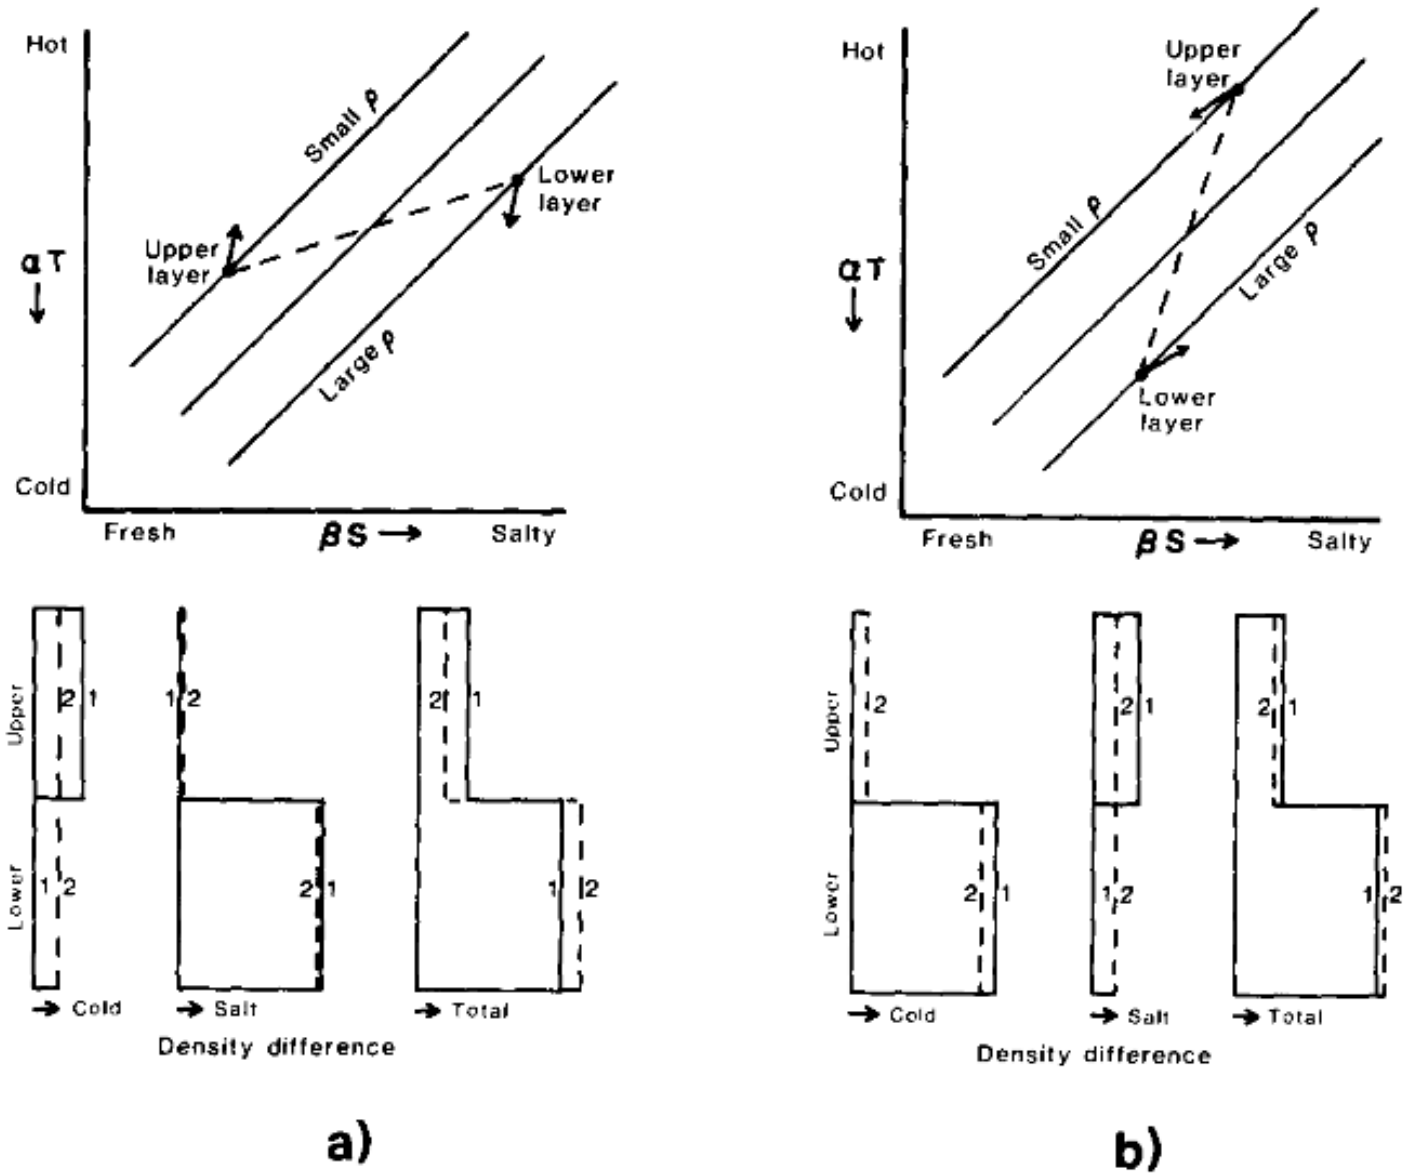 Hot
Small ρ
Lower
layer
Upper
layer
αT
↓
Large ρ
Cold
Fresh
βS →
Salty
Upper
2 1
1 2
2 1
Lower
1 2
2 1
1 2
→ Cold
→ Salt
→ Total
Density difference
a)
Hot
Upper
layer
Small ρ
αT
↓
Large ρ
Lower
layer
Cold
Fresh
βS →
Salty
Upper
2
2 1
2 1
Lower
2 1
1 2
1 2
→ Cold
→ Salt
→ Total
Density difference
b)